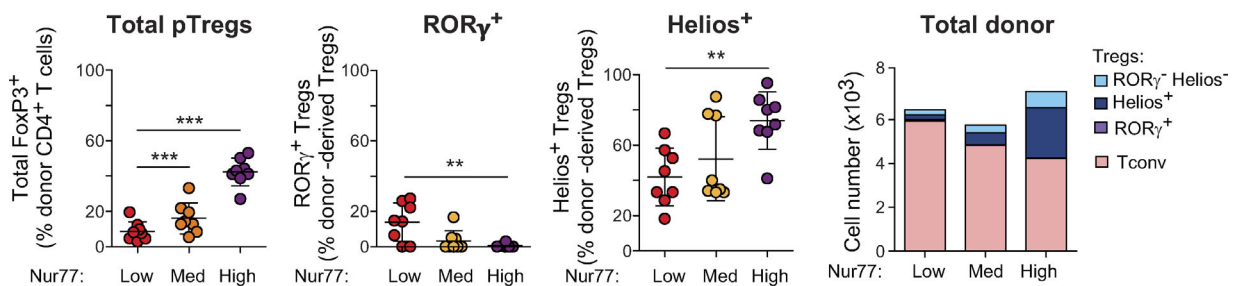 Total pTregs
Total FoxP3+
(% donor CD4+ T cells)
100
60
20
0
***
***
Nur77: Low Med High
RORγ+
RORγ+ Tregs
(% donor -derived Tregs)
100
60
20
0
**
Nur77: Low Med High
Helios+
Helios+ Tregs
(% donor -derived Tregs)
100
60
20
0
**
Nur77: Low Med High
Total donor
Cell number (x103)
8
6
4
2
0
Nur77: Low Med High
Tregs:
RORγ- Helios-
Helios+
RORγ+
Tconv